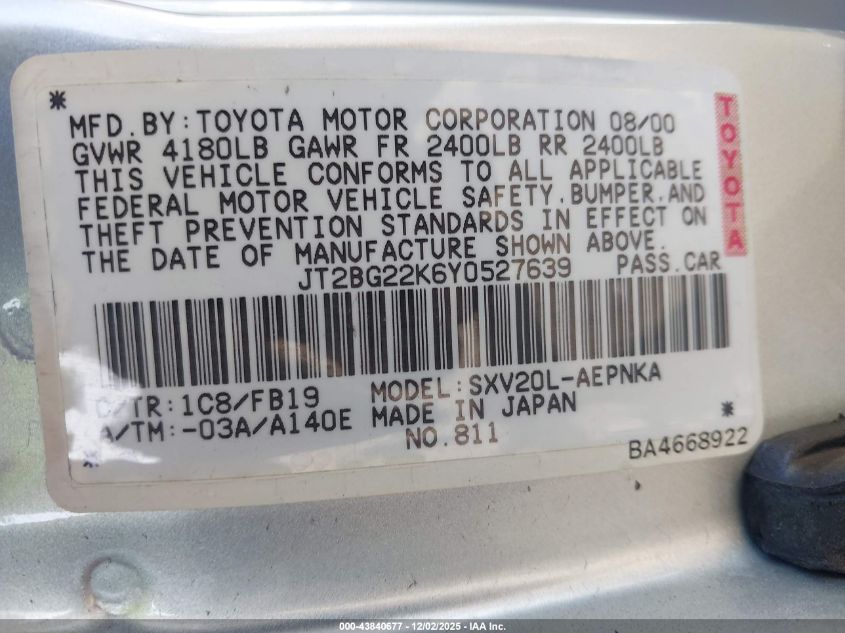 MFD.BY:TOYOTA MOTOR CORPORATION 08/00
GVWR 4180LB GAWR FR 2400LB RR 2400LB
THIS VEHICLE CONFORMS TO ALL APPLICABLE
FEDERAL MOTOR VEHICLE SAFETY,BUMPER,AND
THEFT PREVENTION STANDARDS IN EFFECT ON
THE DATE OF MANUFACTURE SHOWN ABOVE.
JT2BG22K6Y0527639 PASS.CAR
TOYOTA
C/TR:1C8/FB19 MODEL:SXV20L-AEPNKA
A/TM:-03A/A140E MADE IN JAPAN
NO.811
BA4668922
000-43840677 - 12/02/2025 - IAA Inc.